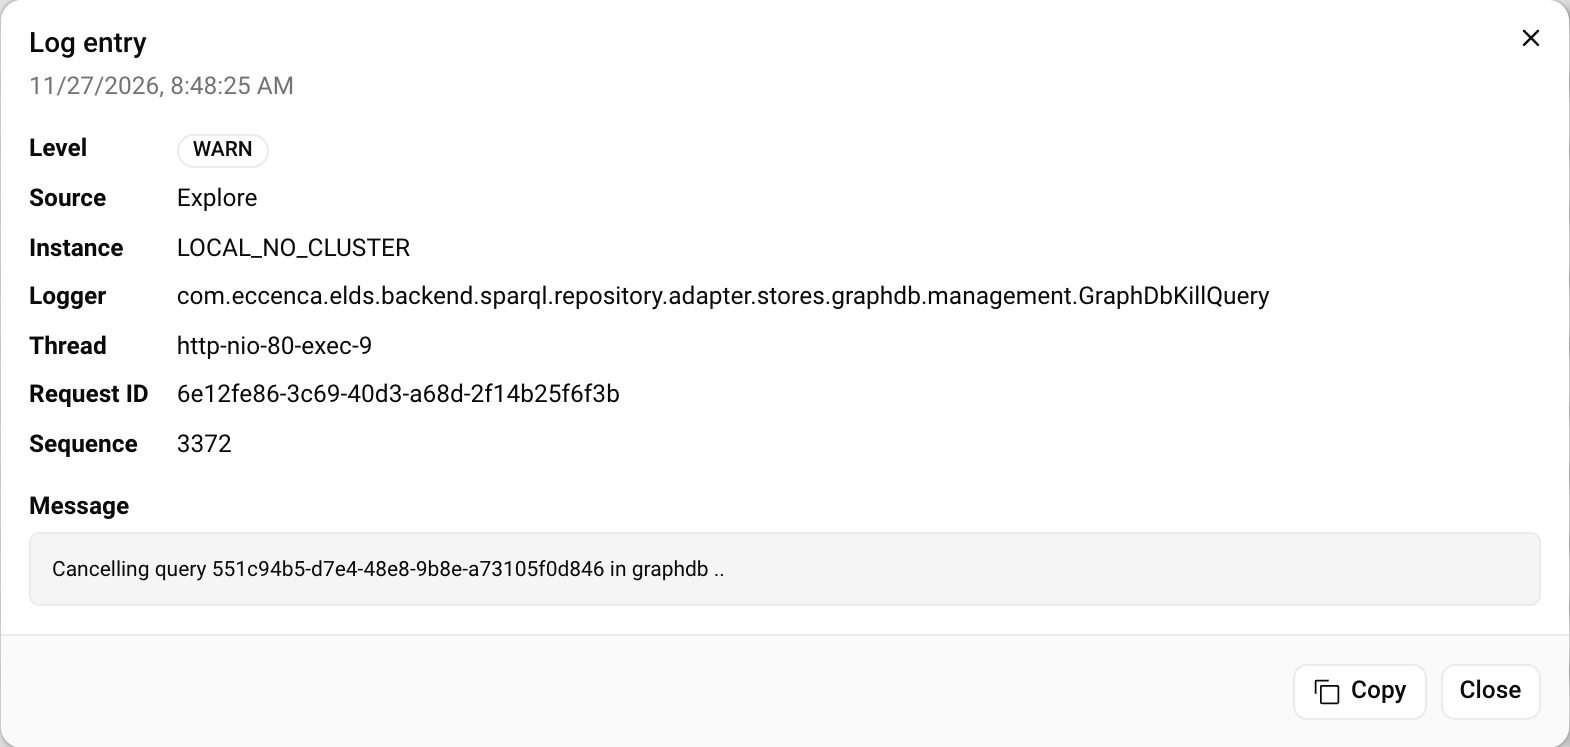 Log entry
11/27/2026, 8:48:25 AM
Level WARN
Source Explore
Instance LOCAL_NO_CLUSTER
Logger com.eccenca.elds.backend.sparql.repository.adapter.stores.graphdb.management.GraphDbKillQuery
Thread http-nio-80-exec-9
Request ID 6e12fe86-3c69-40d3-a68d-2f14b25f6f3b
Sequence 3372
Message
Cancelling query 551c94b5-d7e4-48e8-9b8e-a73105f0d846 in graphdb ..
Copy Close